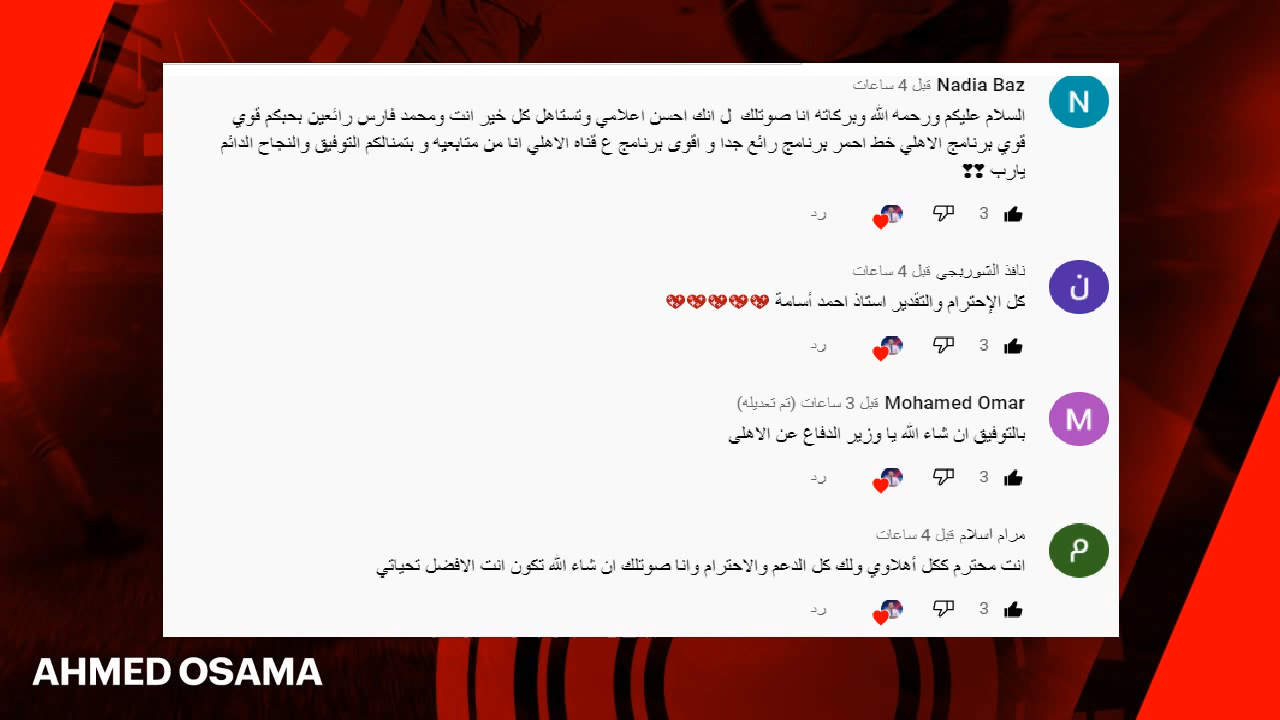 Nadia Baz قبل 4 ساعات
N
السلام عليكم ورحمه الله وبركاته انا صوتلك ل انك احسن اعلامي وتستاهل كل خير انت ومحمد فارس رائعين بحبكم قوي
قوي برنامج الاهلي خط احمر برنامج رائع جدا و اقوى برنامج ع قناه الاهلي انا من متابعيه و بتمنالكم التوفيق والنجاح الدائم
يارب ❣❣
3 رد
نافذ الشوربجي قبل 4 ساعات
ن
كل الإحترام والتقدير استاذ احمد أسامة 💖💖💖💖💖
3 رد
Mohamed Omar قبل 3 ساعات (تم تعديله)
M
بالتوفيق ان شاء الله يا وزير الدفاع عن الاهلي
3 رد
مرام اسلام قبل 4 ساعات
م
انت محترم ككل أهلاوي ولك كل الدعم والاحترام وانا صوتلك ان شاء الله تكون انت الافضل تحياتي
3 رد
AHMED OSAMA